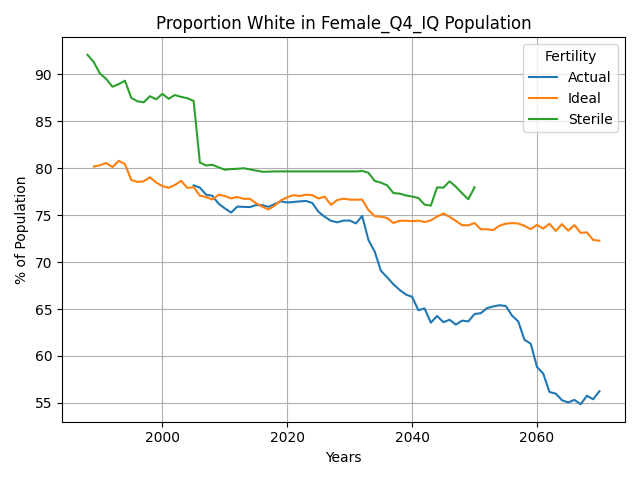 Proportion White in Female_Q4_IQ Population
% of Population
90
85
80
75
70
65
60
55
2000
2020
2040
2060
Years
Fertility
Actual
Ideal
Sterile